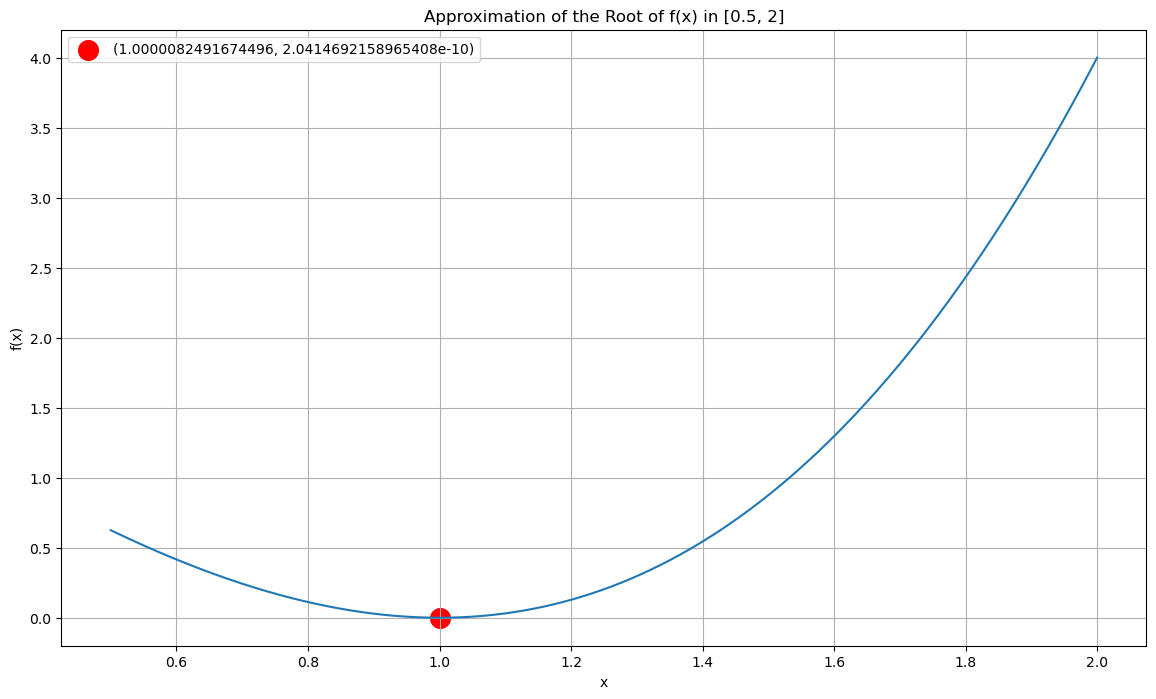 Approximation of the Root of f(x) in [0.5, 2]
(1.0000082491674496, 2.0414692158965408e-10)
4.0
3.5
3.0
2.5
2.0
1.5
1.0
0.5
0.0
f(x)
0.6 0.8 1.0 1.2 1.4 1.6 1.8 2.0
x